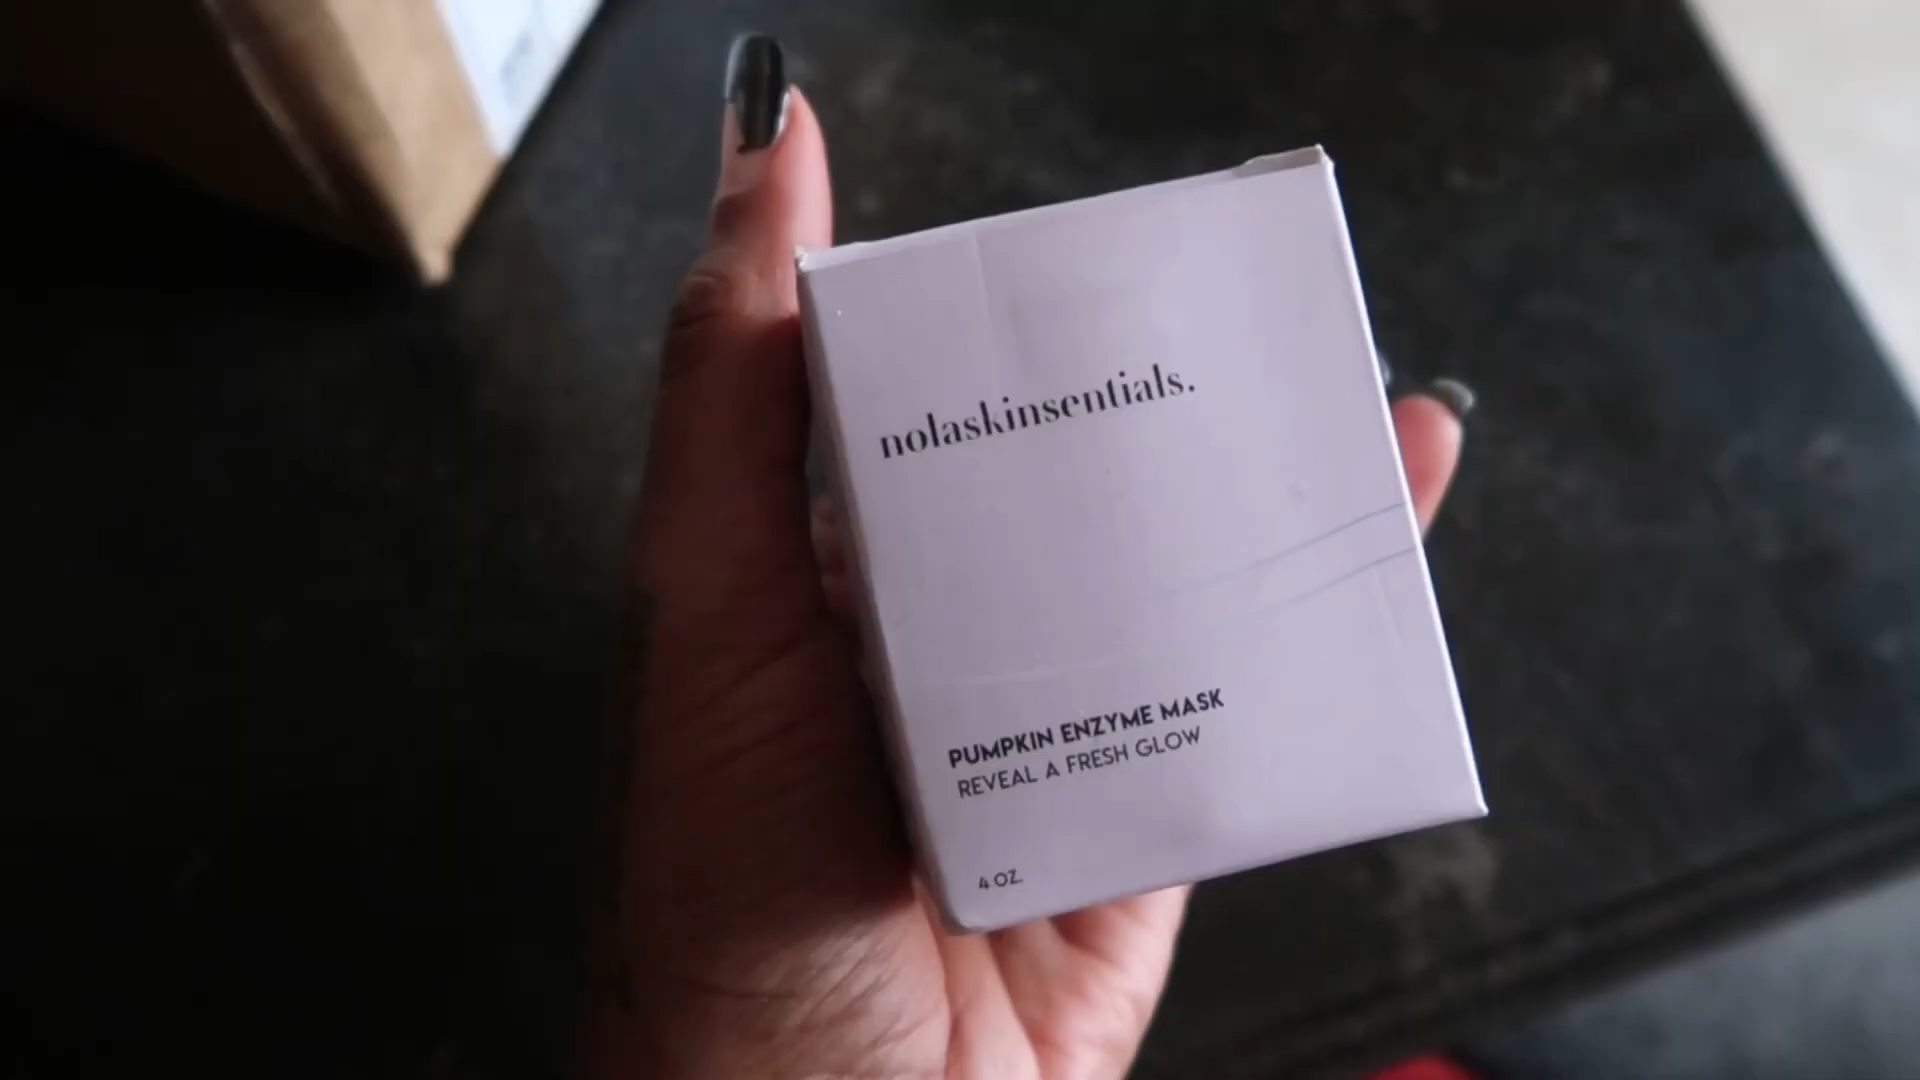 nolaskinsentials.
PUMPKIN ENZYME MASK
REVEAL A FRESH GLOW
4 OZ.